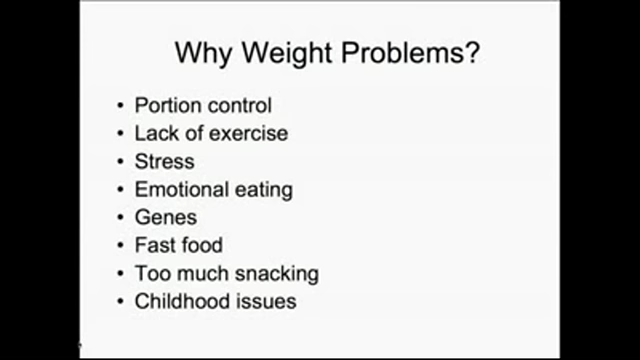 Why Weight Problems?
• Portion control
• Lack of exercise
• Stress
• Emotional eating
• Genes
• Fast food
• Too much snacking
• Childhood issues